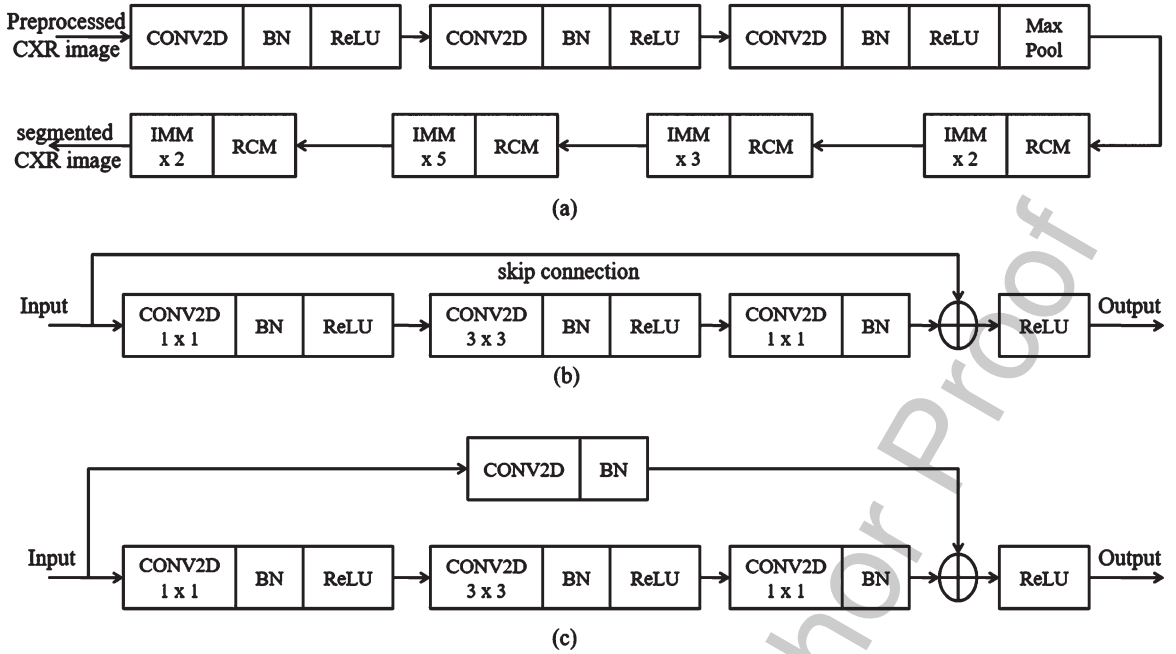 Preprocessed
CXR image
CONV2D BN ReLU CONV2D BN ReLU CONV2D BN ReLU Max
Pool
segmented
CXR image
IMM
x 2
RCM
IMM
x 5
RCM
IMM
x 3
RCM
IMM
x 2
RCM
(a)
skip connection
Input
CONV2D
1 x 1
BN ReLU
CONV2D
3 x 3
BN ReLU
CONV2D
1 x 1
BN
ReLU
Output
(b)
CONV2D BN
Input
CONV2D
1 x 1
BN ReLU
CONV2D
3 x 3
BN ReLU
CONV2D
1 x 1
BN
ReLU
Output
(c)
hor Proof